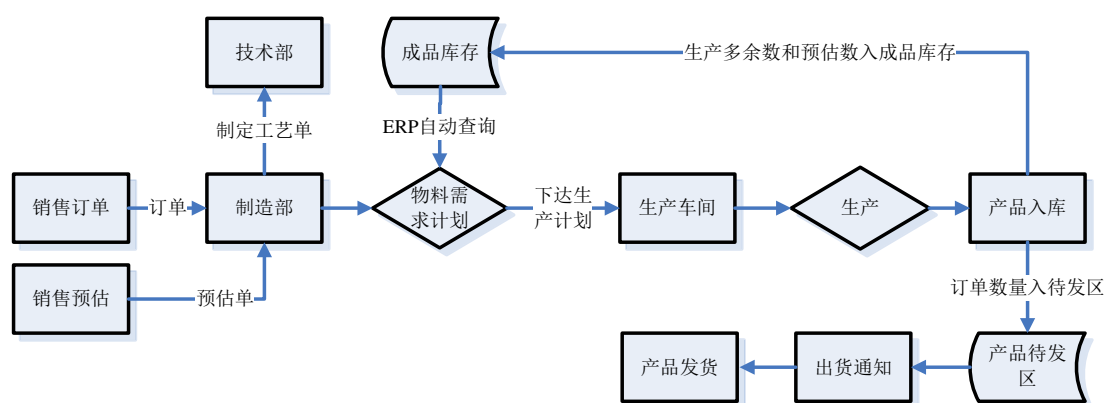 技术部
成品库存
生产多余数和预估数入成品库存
制定工艺单
ERP自动查询
销售订单
订单
制造部
物料需
求计划
下达生
产计划
生产车间
生产
产品入库
销售预估
预估单
订单数量入待发区
产品发货
出货通知
产品待发
区